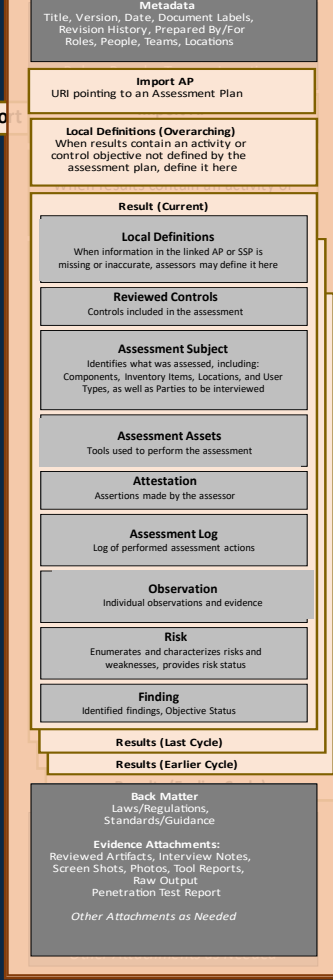 Metadata
Title, Version, Date, Document Labels,
Revision History, Prepared By/For
Roles, People, Teams, Locations
Import AP
URI pointing to an Assessment Plan
Local Definitions (Overarching)
When results contain an activity or
control objective not defined by the
assessment plan, define it here
Result (Current)
Local Definitions
When information in the linked AP or SSP is
missing or inaccurate, assessors may define it here
Reviewed Controls
Controls included in the assessment
Assessment Subject
Identifies what was assessed, including:
Components, Inventory Items, Locations, and User
Types, as well as Parties to be interviewed
Assessment Assets
Tools used to perform the assessment
Attestation
Assertions made by the assessor
Assessment Log
Log of performed assessment actions
Observation
Individual observations and evidence
Risk
Enumerates and characterizes risks and
weaknesses, provides risk status
Finding
Identified findings, Objective Status
Results (Last Cycle)
Results (Earlier Cycle)
Back Matter
Laws/Regulations,
Standards/Guidance
Evidence Attachments:
Reviewed Artifacts, Interview Notes,
Screen Shots, Photos, Tool Reports,
Raw Output
Penetration Test Report
Other Attachments as Needed